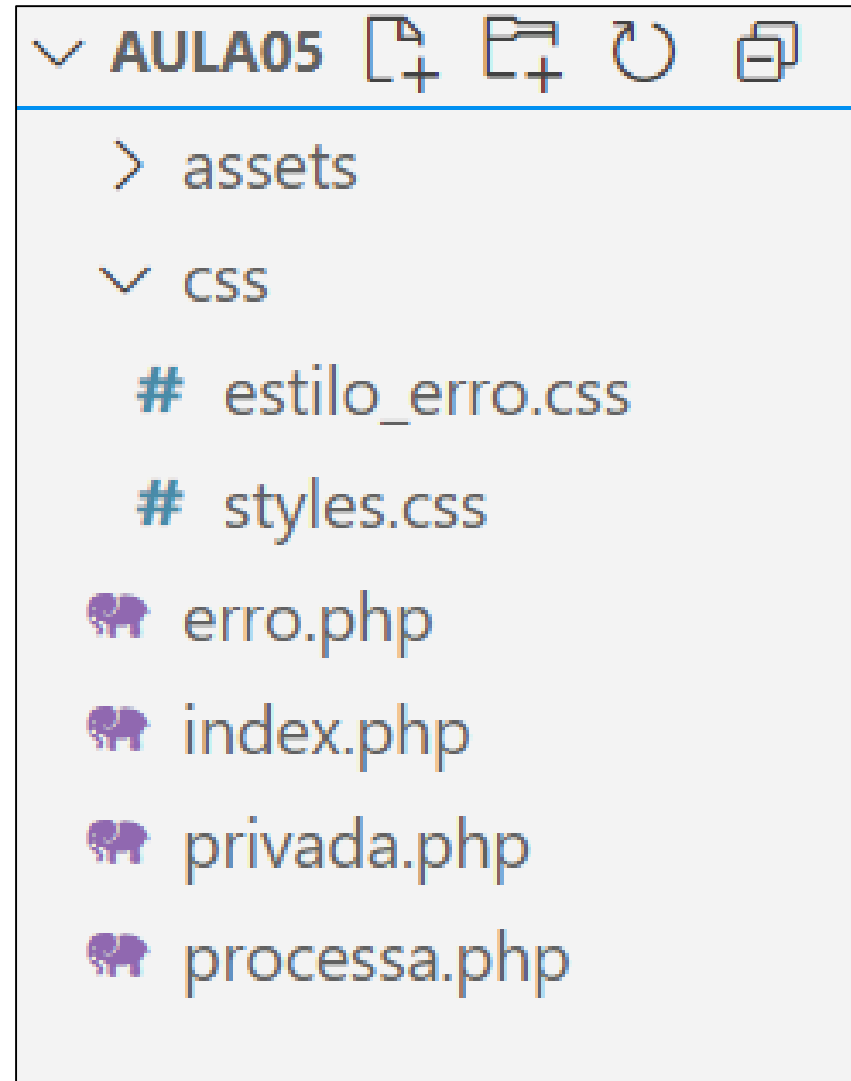 AULA05
assets
css
# estilo_erro.css
# styles.css
erro.php
index.php
privada.php
processa.php